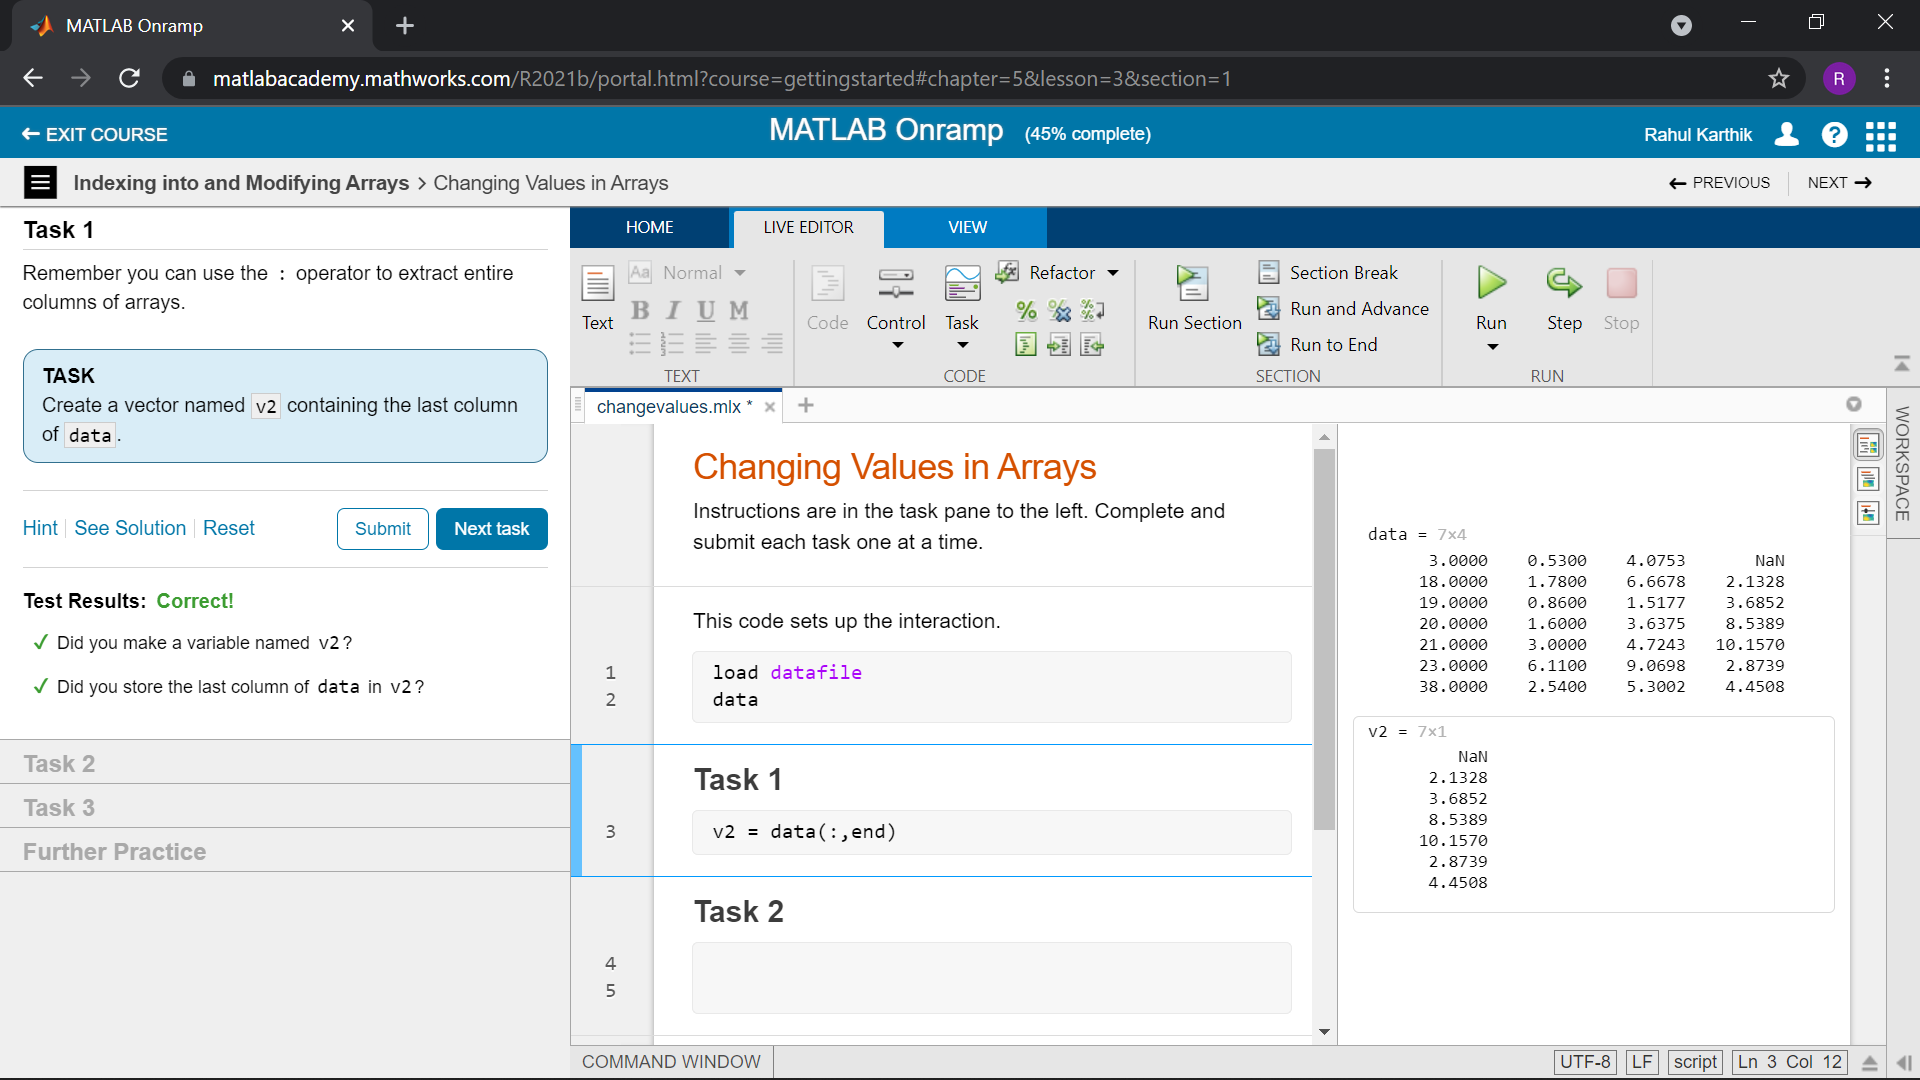 MATLAB Onramp
matlabacademy.mathworks.com/R2021b/portal.html?course=gettingstarted#chapter=5&lesson=3&section=1
R
EXIT COURSE
MATLAB Onramp (45% complete)
Rahul Karthik
?
Indexing into and Modifying Arrays > Changing Values in Arrays
PREVIOUS
NEXT
Task 1
Remember you can use the : operator to extract entire
columns of arrays.
TASK
Create a vector named v2 containing the last column
of data.
Hint
See Solution
Reset
Submit
Next task
Test Results: Correct!
Did you make a variable named v2?
Did you store the last column of data in v2?
Task 2
Task 3
Further Practice
HOME
LIVE EDITOR
VIEW
Text
Aa Normal
B I U M
TEXT
Code
Control
Task
Refactor
CODE
Run Section
Section Break
Run and Advance
Run to End
SECTION
Run
Step
Stop
RUN
changevalues.mlx *
Changing Values in Arrays
Instructions are in the task pane to the left. Complete and
submit each task one at a time.
This code sets up the interaction.
1 load datafile
2 data
Task 1
3 v2 = data(:,end)
Task 2
4
5
data = 7×4
3.0000 0.5300 4.0753 NaN
18.0000 1.7800 6.6678 2.1328
19.0000 0.8600 1.5177 3.6852
20.0000 1.6000 3.6375 8.5389
21.0000 3.0000 4.7243 10.1570
23.0000 6.1100 9.0698 2.8739
38.0000 2.5400 5.3002 4.4508
v2 = 7×1
NaN
2.1328
3.6852
8.5389
10.1570
2.8739
4.4508
WORKSPACE
COMMAND WINDOW
UTF-8
LF
script
Ln 3 Col 12